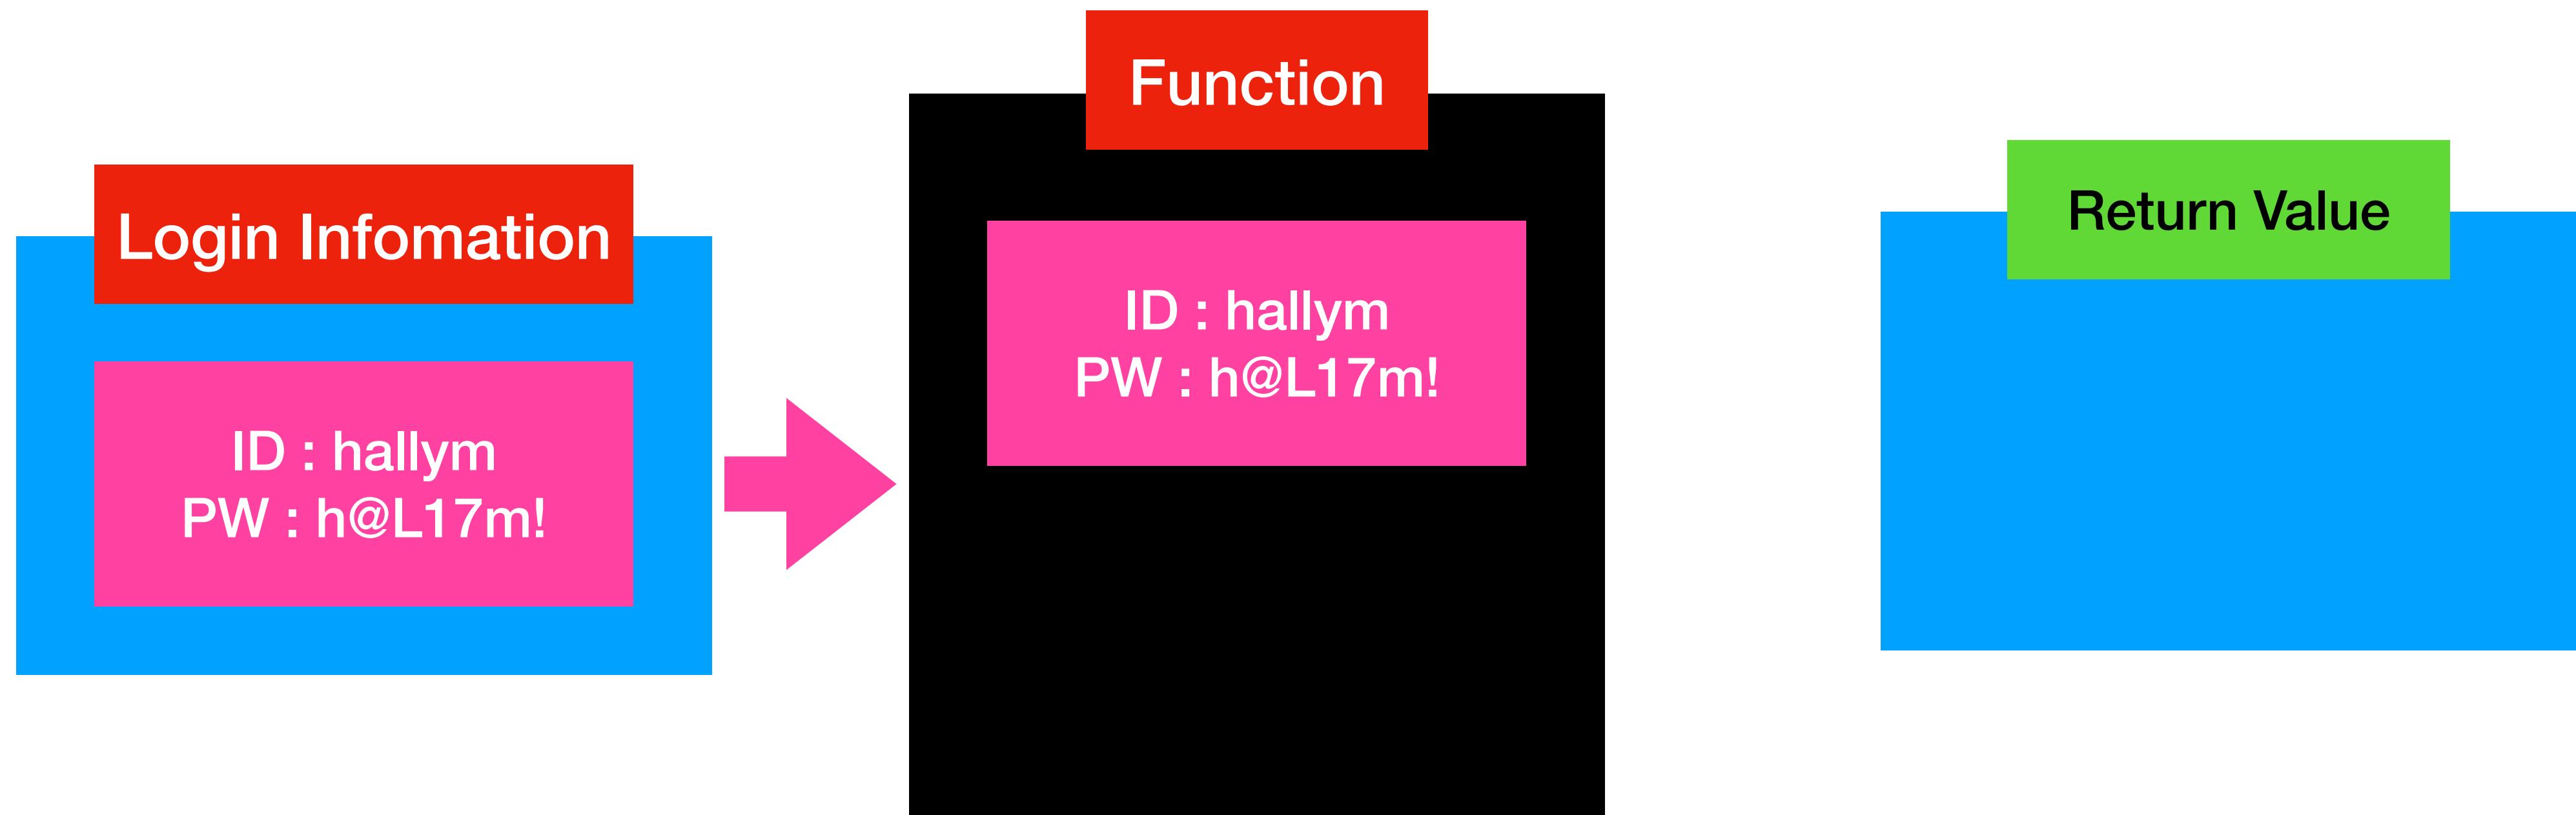 Login Infomation
ID : hallym
PW : h@L17m!
Function
ID : hallym
PW : h@L17m!
Return Value